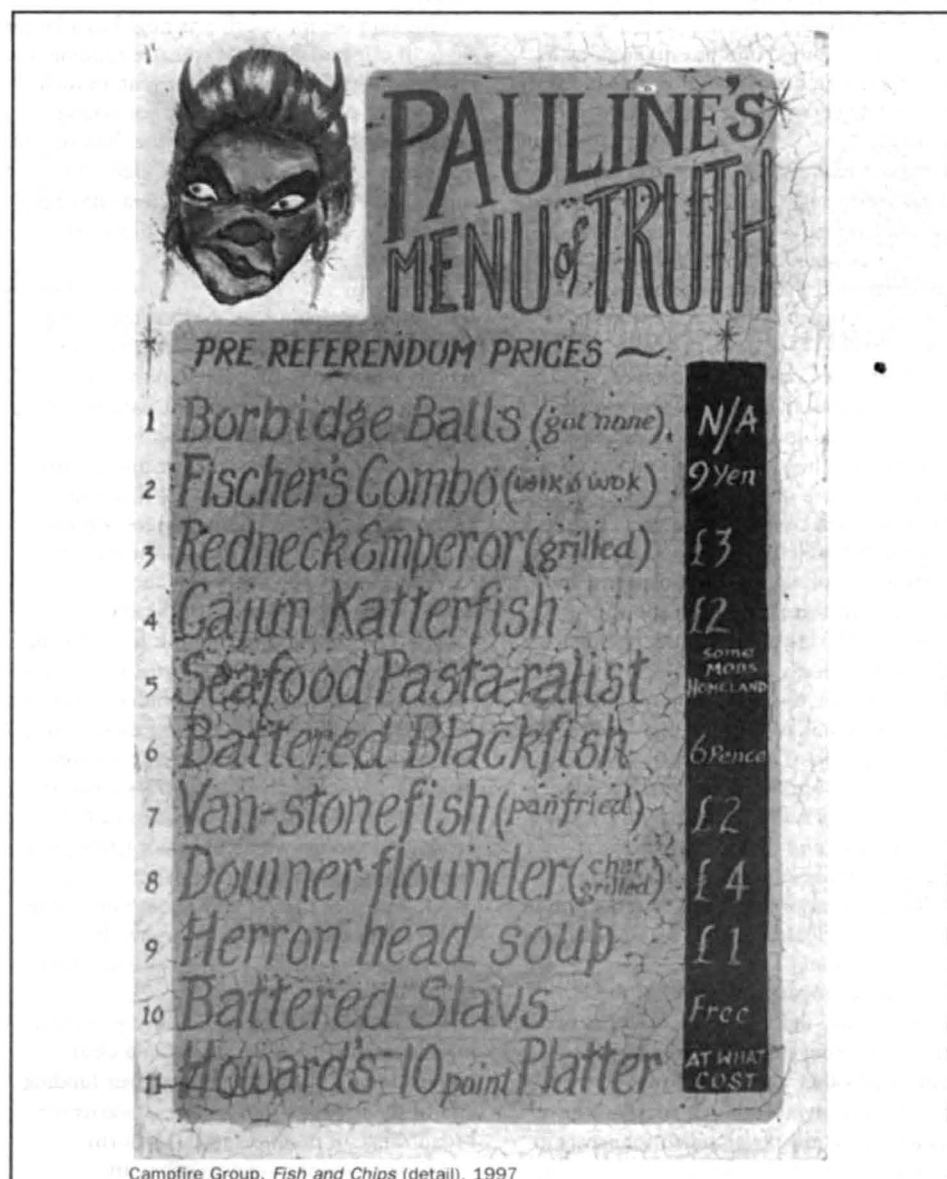 PAULINE'S
MENU of TRUTH
PRE REFERENDUM PRICES ~
1 Borbidge Balls (got none). N/A
2 Fischer's Combo (wik & wok) 9 Yen
3 Redneck Emperor (grilled) £3
4 Cajun Katterfish £2
5 Seafood Pasta-ralist some MOBS HOMELAND
6 Battered Blackfish 6 Pence
7 Van-stonefish (panfried) £2
8 Downer flounder (char grilled) £4
9 Herron head soup £1
10 Battered Slavs Free
11 Howard's 10 point Platter AT WHAT COST
Campfire Group, Fish and Chips (detail), 1997